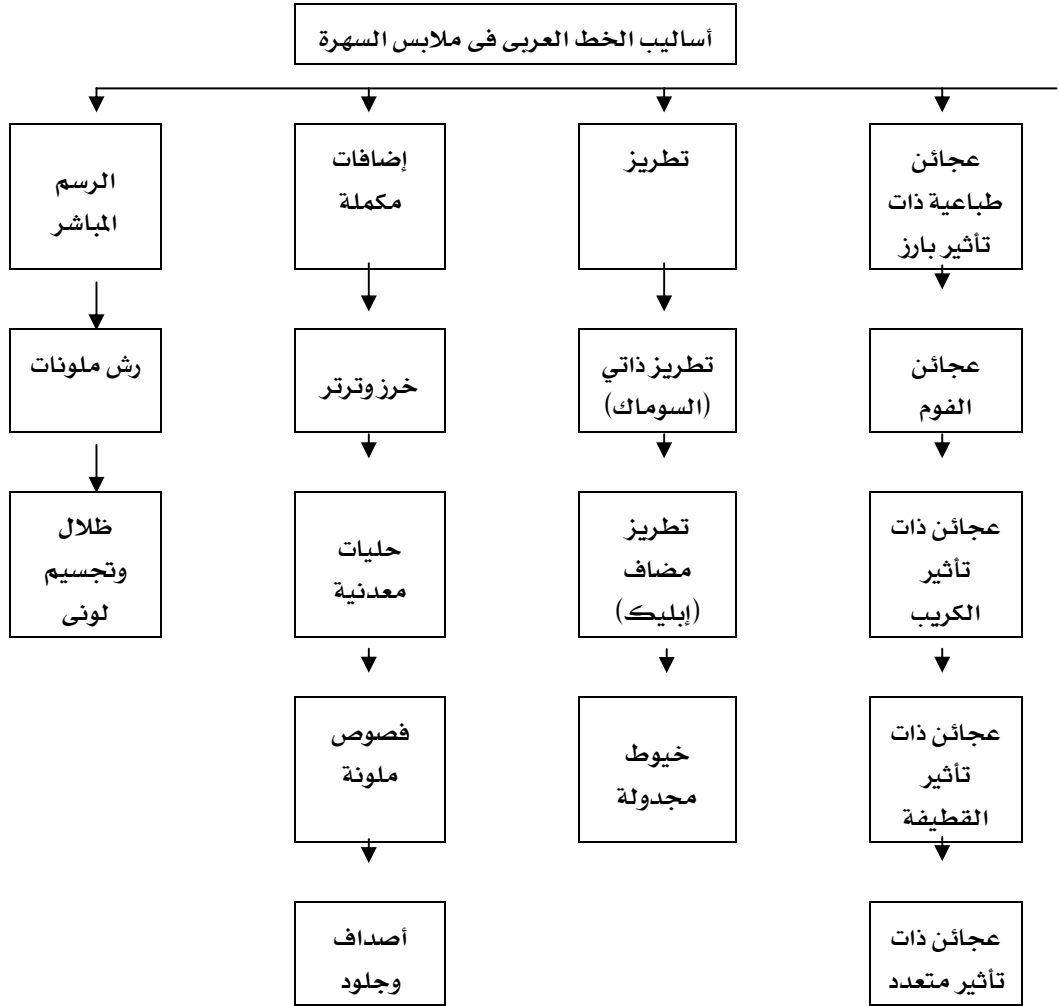 أساليب الخط العربى فى ملابس السهرة
عجائن
طباعية ذات
تأثير بارز
تطريز
إضافات
مكملة
الرسم
المباشر
عجائن
الفوم
تطريز ذاتي
(السوماك)
خرز وترتر
رش ملونات
عجائن ذات
تأثير
الكريب
تطريز
مضاف
(إبليك)
حليات
معدنية
ظلال
وتجسيم
لونى
عجائن ذات
تأثير
القطيفة
خيوط
مجدولة
فصوص
ملونة
عجائن ذات
تأثير متعدد
أصداف
وجلود